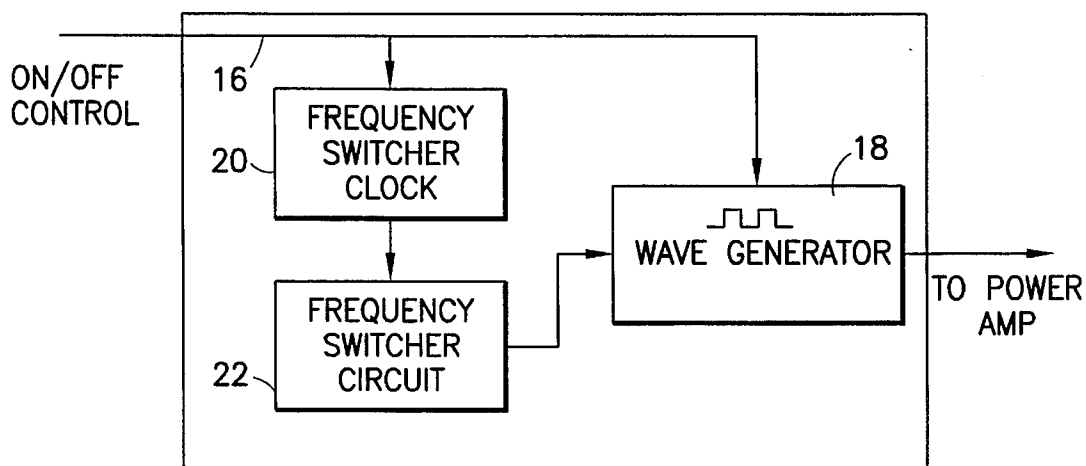 ON/OFF
CONTROL
16
FREQUENCY
SWITCHER
CLOCK
20
18
WAVE GENERATOR
FREQUENCY
SWITCHER
CIRCUIT
22
TO POWER
AMP